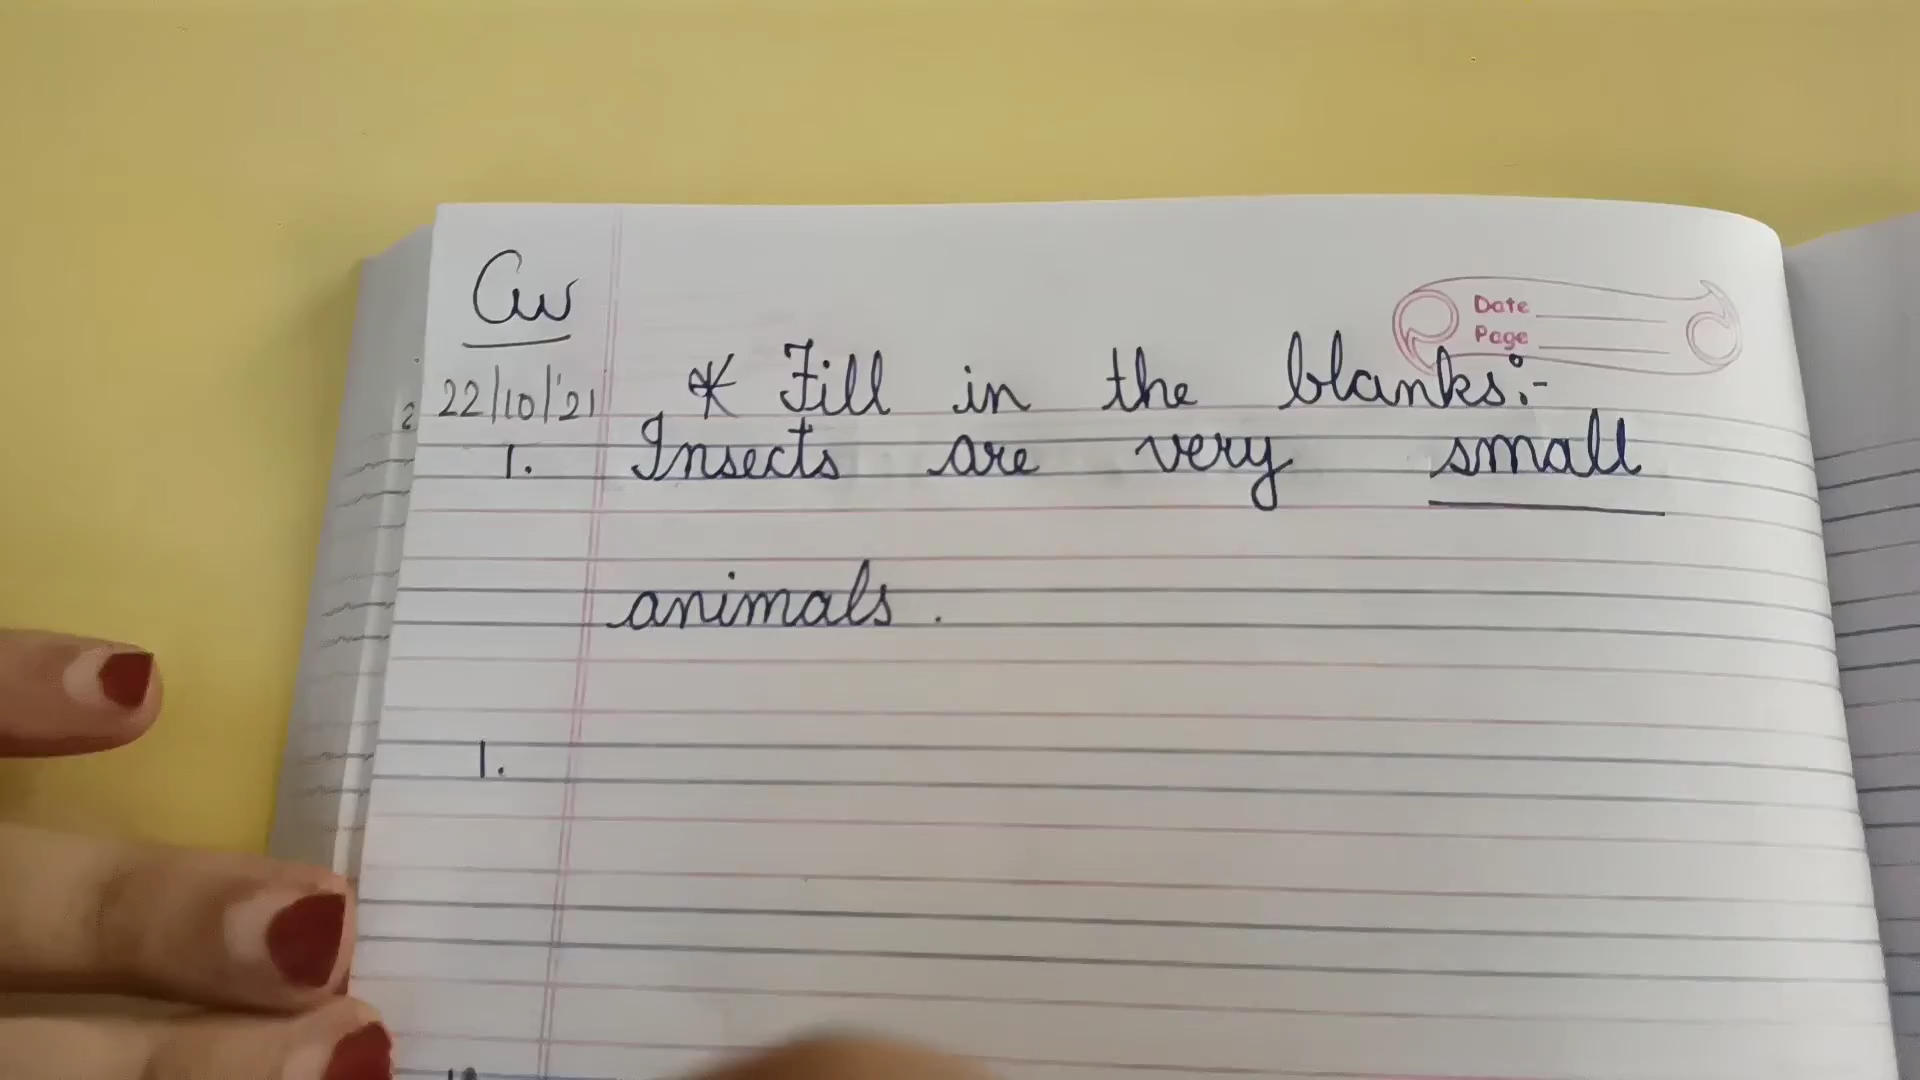 Cw
Date
Page
22/10/'21 * Fill in the blanks:-
1. Insects are very small
animals.
1.